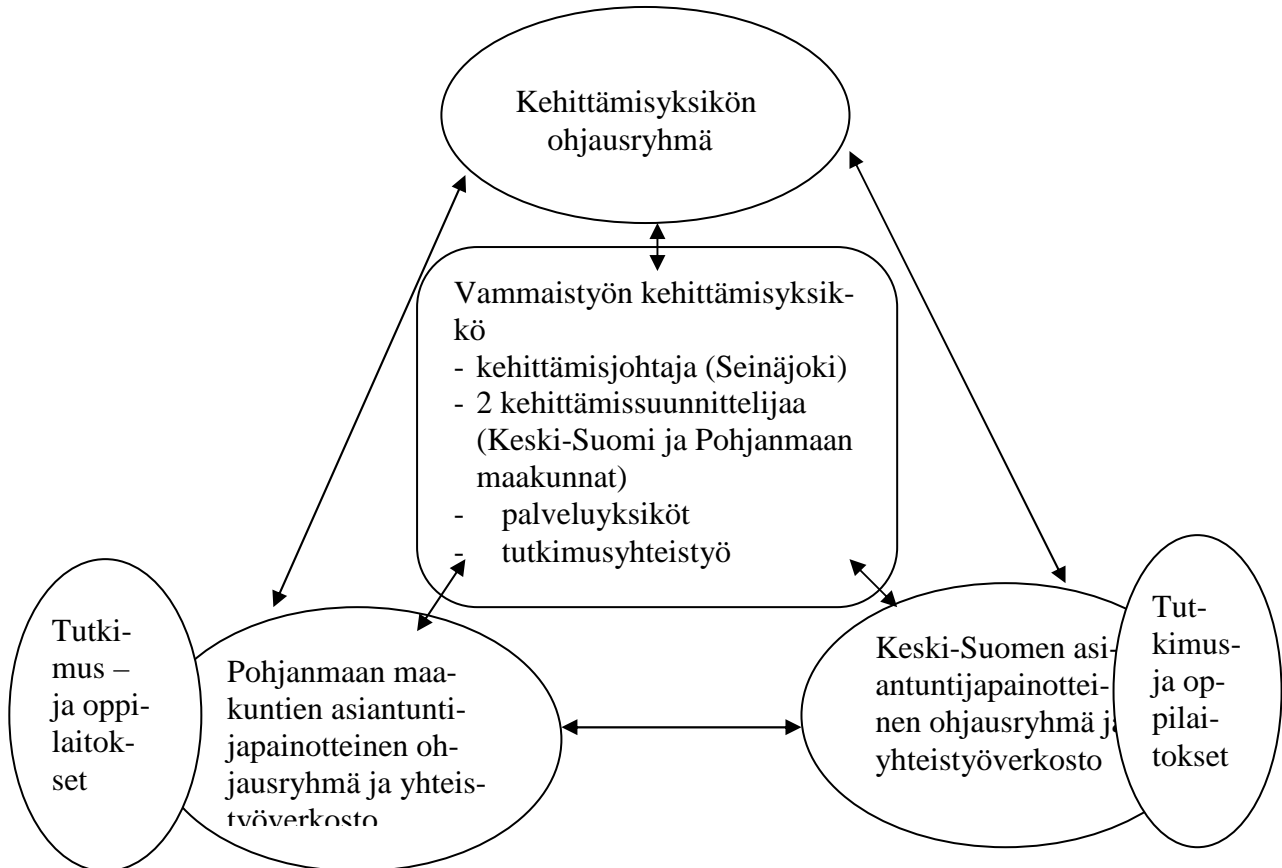 Kehittämisyksikön
ohjausryhmä
Vammaistyön kehittämisyksik-
kö
- kehittämisjohtaja (Seinäjoki)
- 2 kehittämissuunnittelijaa
(Keski-Suomi ja Pohjanmaan
maakunnat)
- palveluyksiköt
- tutkimusyhteistyö
Tutki-
mus –
ja oppi-
laitok-
set
Pohjanmaan maa-
kuntien asiantunti-
japainotteinen oh-
jausryhmä ja yhteis-
työverkosto
Keski-Suomen asi-
antuntijapainottei-
nen ohjausryhmä ja
yhteistyöverkosto
Tut-
kimus-
ja op-
pilai-
tokset